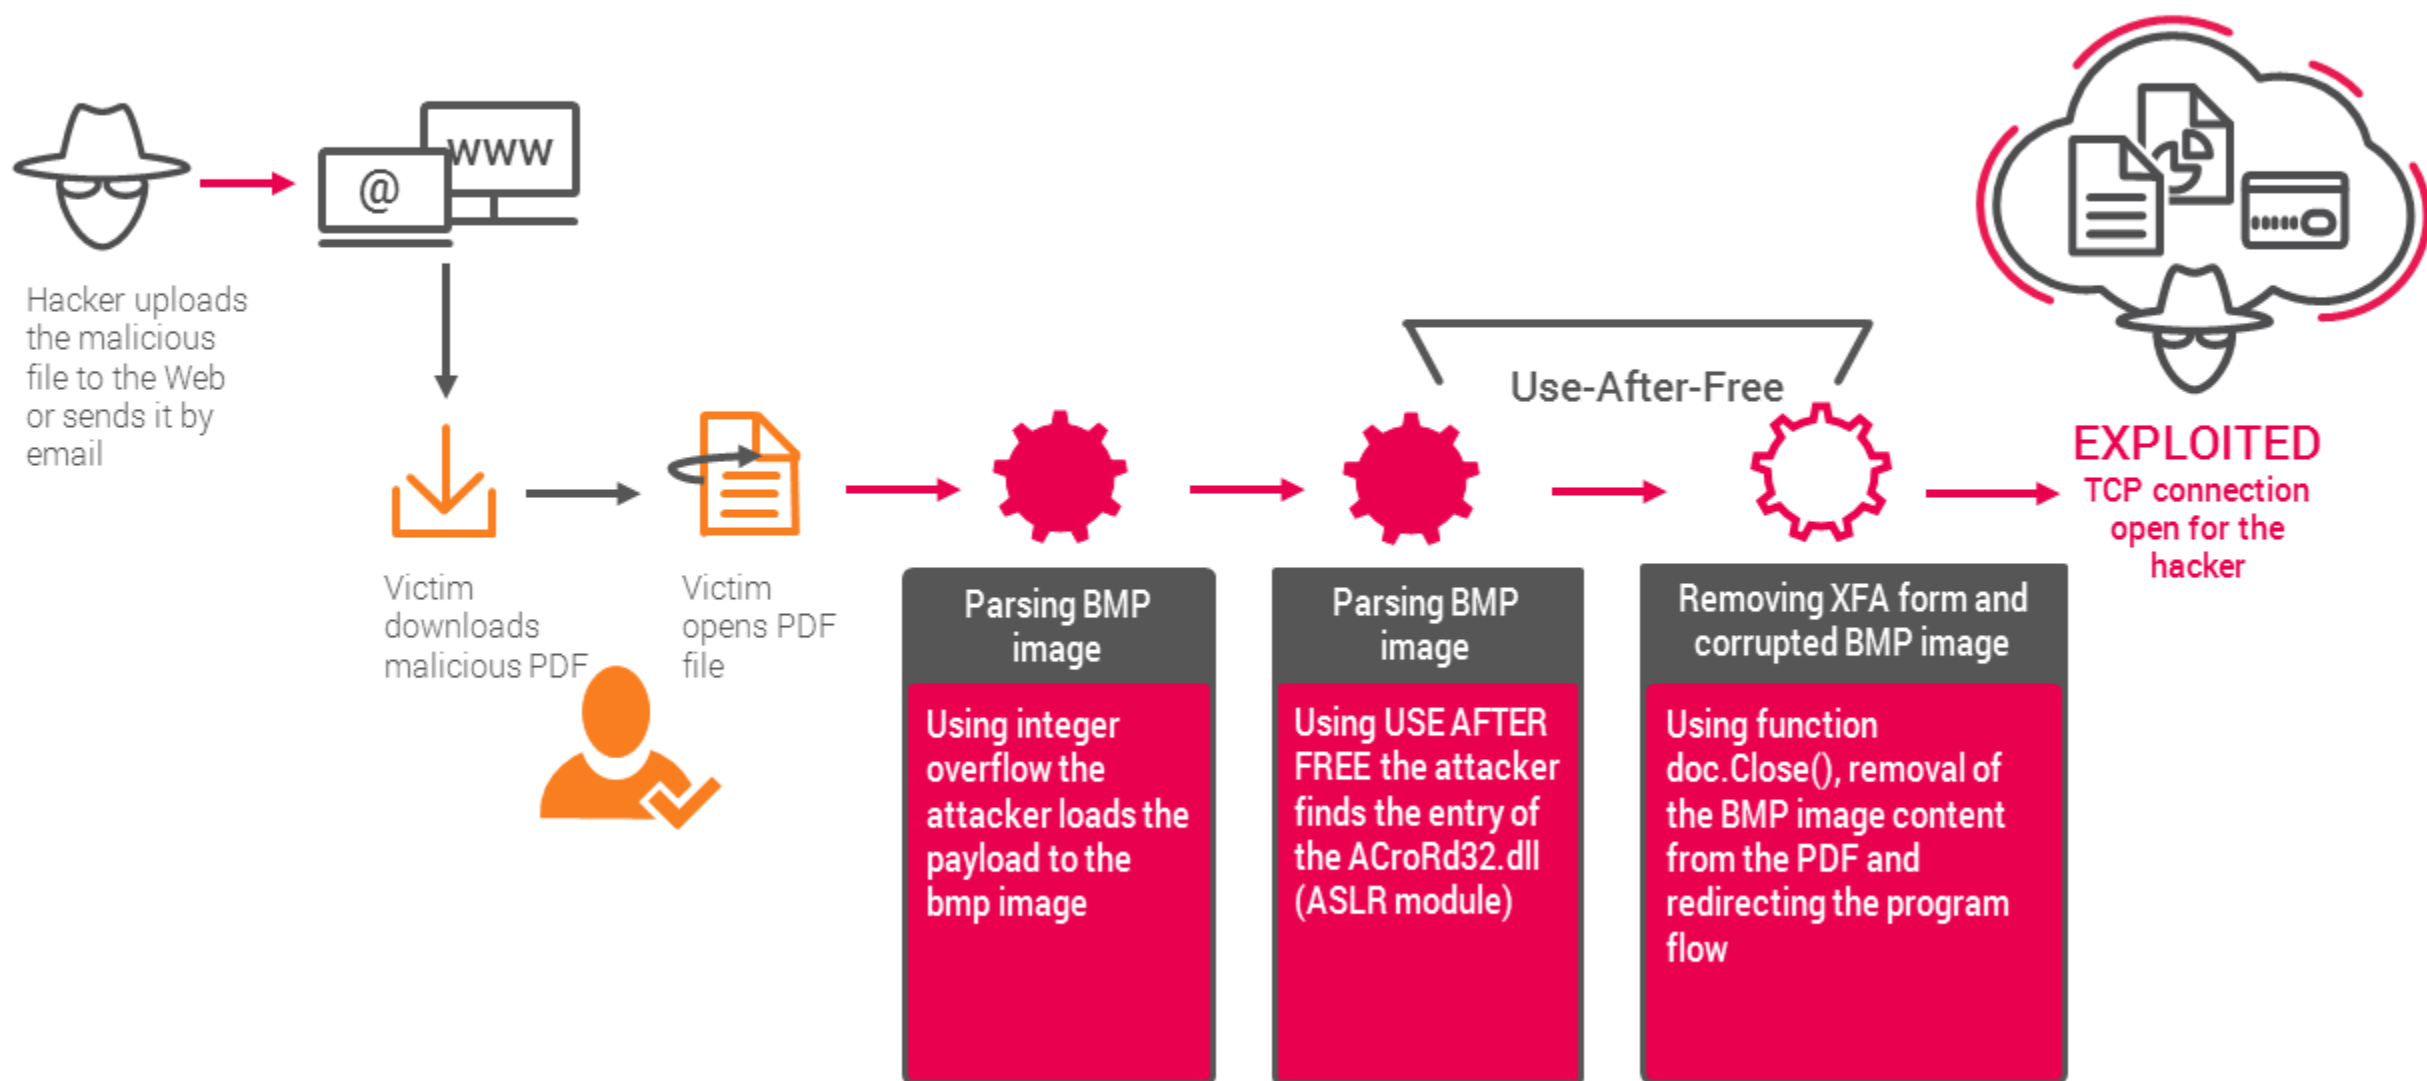 WWW
@
Hacker uploads
the malicious
file to the Web
or sends it by
email
Victim
downloads
malicious PDF
Victim
opens PDF
file
Use-After-Free
Parsing BMP
image
Using integer
overflow the
attacker loads the
payload to the
bmp image
Parsing BMP
image
Using USE AFTER
FREE the attacker
finds the entry of
the ACroRd32.dll
(ASLR module)
Removing XFA form and
corrupted BMP image
Using function
doc.Close(), removal of
the BMP image content
from the PDF and
redirecting the program
flow
EXPLOITED
TCP connection
open for the
hacker